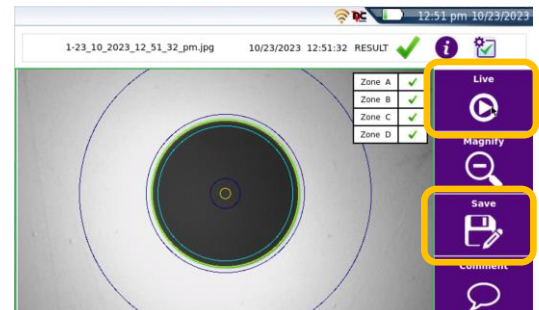 12:51 pm 10/23/2023
1-23_10_2023_12_51_32_pm.jpg 10/23/2023 12:51:32 RESULT
Zone A
Zone B
Zone C
Zone D
Live
Magnify
Save
Comment